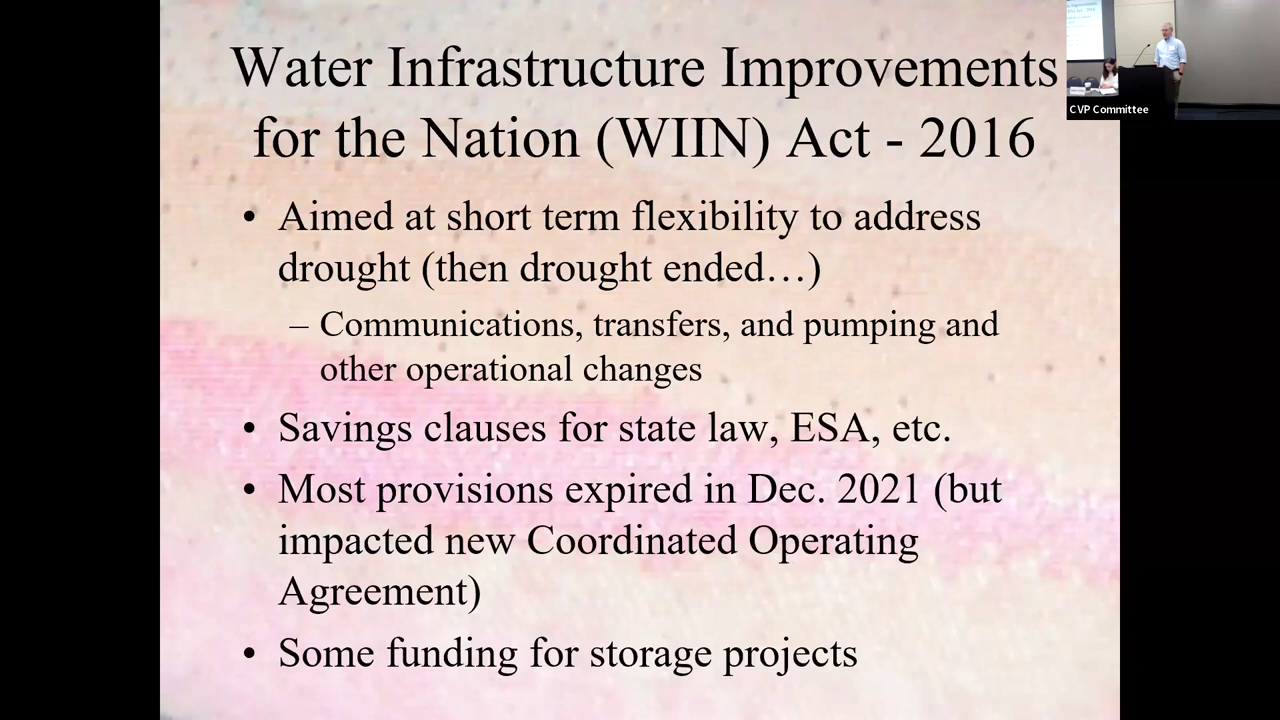 Water Infrastructure Improvements
for the Nation (WIIN) Act - 2016
• Aimed at short term flexibility to address
drought (then drought ended…)
– Communications, transfers, and pumping and
other operational changes
• Savings clauses for state law, ESA, etc.
• Most provisions expired in Dec. 2021 (but
impacted new Coordinated Operating
Agreement)
• Some funding for storage projects
CVP Committee